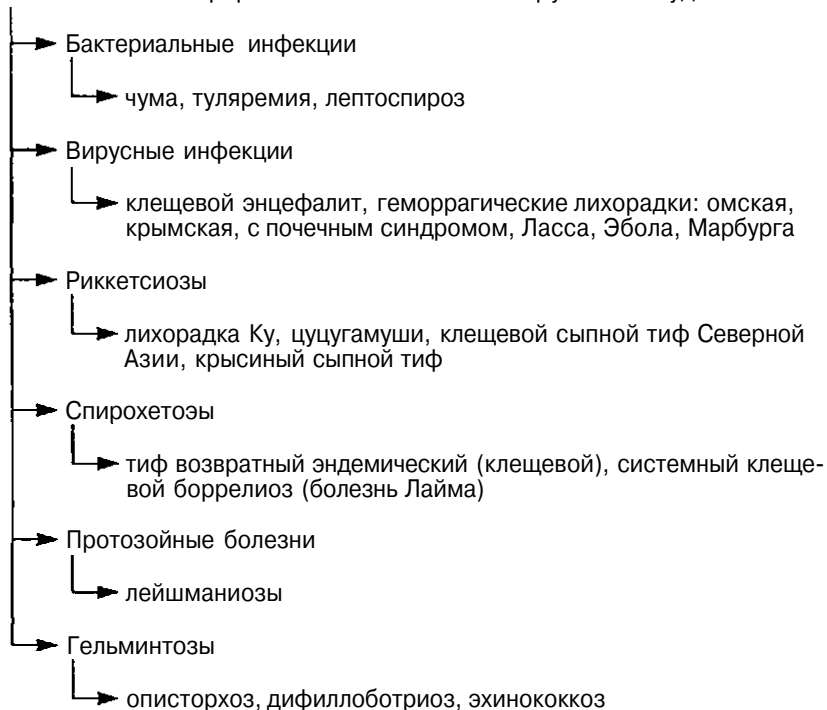 Бактериальные инфекции
чума, туляремия, лептоспироз
Вирусные инфекции
клещевой энцефалит, геморрагические лихорадки: омская,
крымская, с почечным синдромом, Ласса, Эбола, Марбурга
Риккетсиозы
лихорадка Ку, цуцугамуши, клещевой сыпной тиф Северной
Азии, крысиный сыпной тиф
Спирохетоэы
тиф возвратный эндемический (клещевой), системный клеще-
вой боррелиоз (болезнь Лайма)
Протозойные болезни
лейшманиозы
Гельминтозы
описторхоз, дифиллоботриоз, эхинококкоз